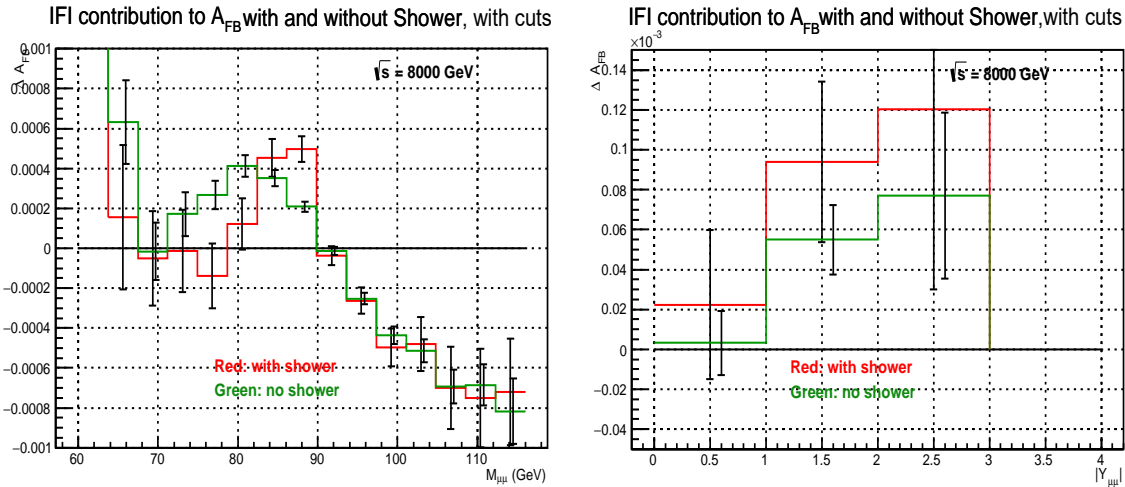 IFI contribution to A_FB with and without Shower, with cuts
Δ A_FB
√s = 8000 GeV
0.001
0.0008
0.0006
0.0004
0.0002
0
−0.0002
−0.0004
−0.0006
−0.0008
−0.001
Red: with shower
Green: no shower
60 70 80 90 100 110
M_μμ (GeV)
IFI contribution to A_FB with and without Shower, with cuts
×10⁻³
Δ A_FB
√s = 8000 GeV
0.14
0.12
0.1
0.08
0.06
0.04
0.02
0
−0.02
−0.04
Red: with shower
Green: no shower
0 0.5 1 1.5 2 2.5 3 3.5 4
|Y_μμ|